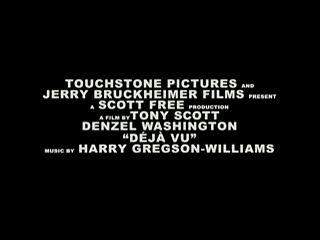 TOUCHSTONE PICTURES AND
JERRY BRUCKHEIMER FILMS PRESENT
A SCOTT FREE PRODUCTION
A FILM BY TONY SCOTT
DENZEL WASHINGTON
“DÉJÀ VU”
MUSIC BY HARRY GREGSON-WILLIAMS